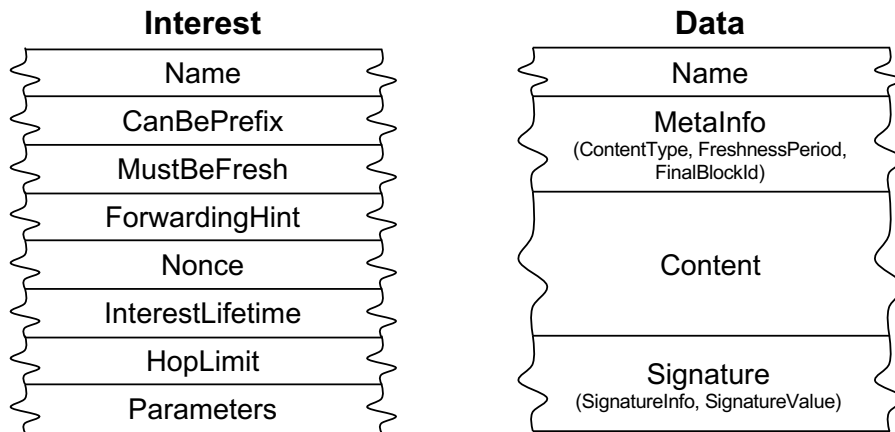 Interest
Name
CanBePrefix
MustBeFresh
ForwardingHint
Nonce
InterestLifetime
HopLimit
Parameters
Data
Name
MetaInfo
(ContentType, FreshnessPeriod,
FinalBlockId)
Content
Signature
(SignatureInfo, SignatureValue)